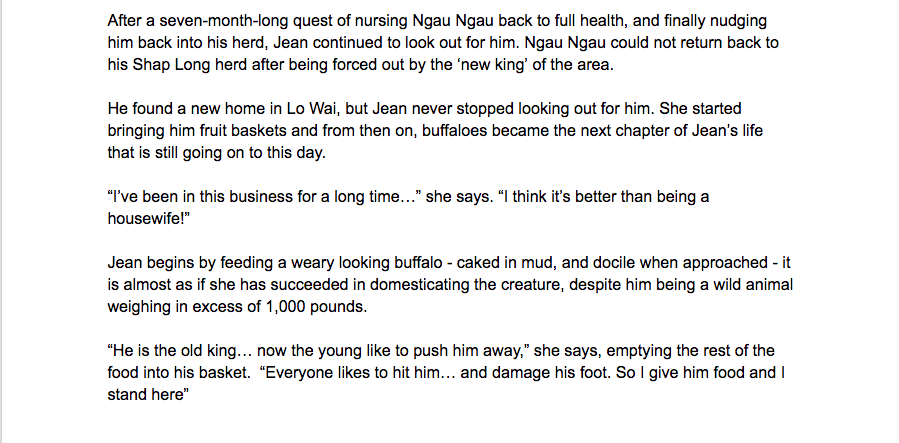 After a seven-month-long quest of nursing Ngau Ngau back to full health, and finally nudging
him back into his herd, Jean continued to look out for him. Ngau Ngau could not return back to
his Shap Long herd after being forced out by the ‘new king’ of the area.
He found a new home in Lo Wai, but Jean never stopped looking out for him. She started
bringing him fruit baskets and from then on, buffaloes became the next chapter of Jean’s life
that is still going on to this day.
“I’ve been in this business for a long time…” she says. “I think it’s better than being a
housewife!”
Jean begins by feeding a weary looking buffalo - caked in mud, and docile when approached - it
is almost as if she has succeeded in domesticating the creature, despite him being a wild animal
weighing in excess of 1,000 pounds.
“He is the old king… now the young like to push him away,” she says, emptying the rest of the
food into his basket.  “Everyone likes to hit him… and damage his foot. So I give him food and I
stand here”